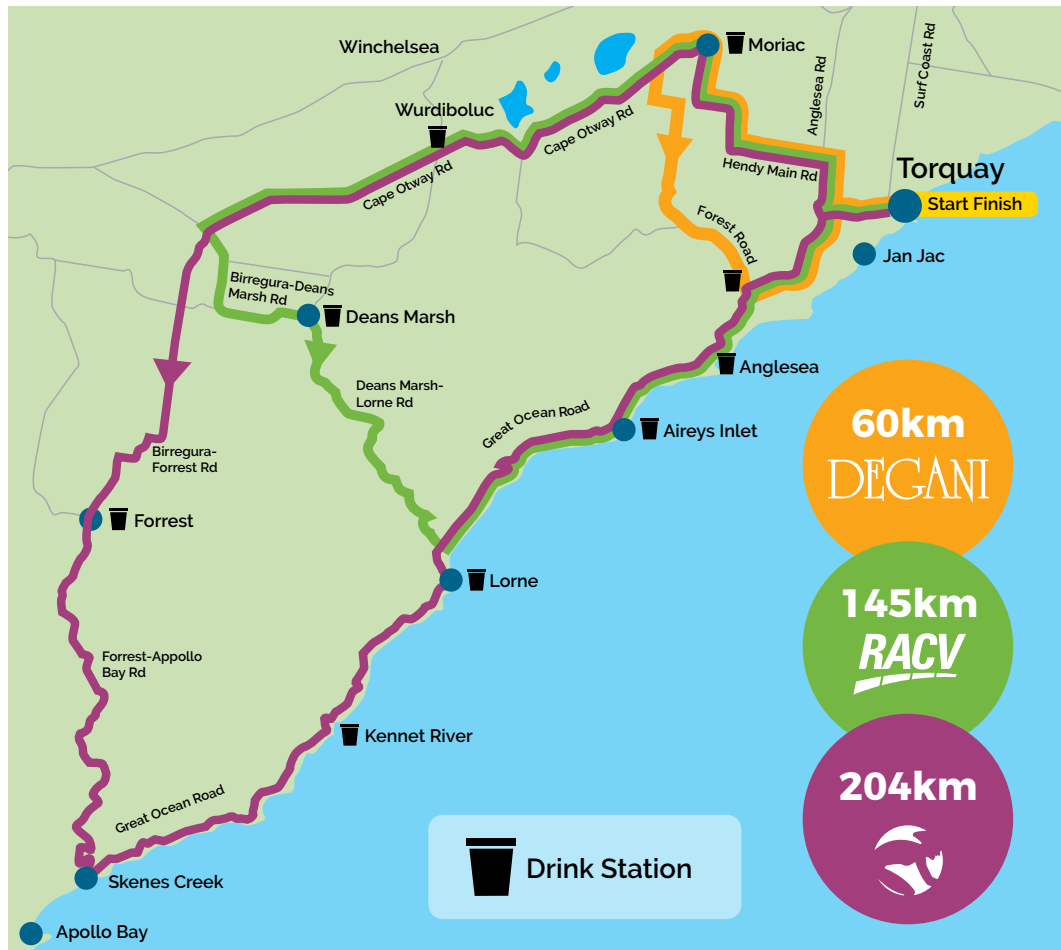 Winchelsea
Moriac
Anglesea Rd
Surf Coast Rd
Wurdiboluc
Cape Otway Rd
Cape Otway Rd
Hendy Main Rd
Torquay
Start Finish
Forest Road
Jan Jac
Birregura-Deans
Marsh Rd
Deans Marsh
Anglesea
Deans Marsh-
Lorne Rd
Great Ocean Road
Aireys Inlet
60km
DEGANI
Birregura-
Forrest Rd
Forrest
Lorne
145km
RACV
Forrest-Appollo
Bay Rd
Kennet River
204km
Great Ocean Road
Drink Station
Skenes Creek
Apollo Bay